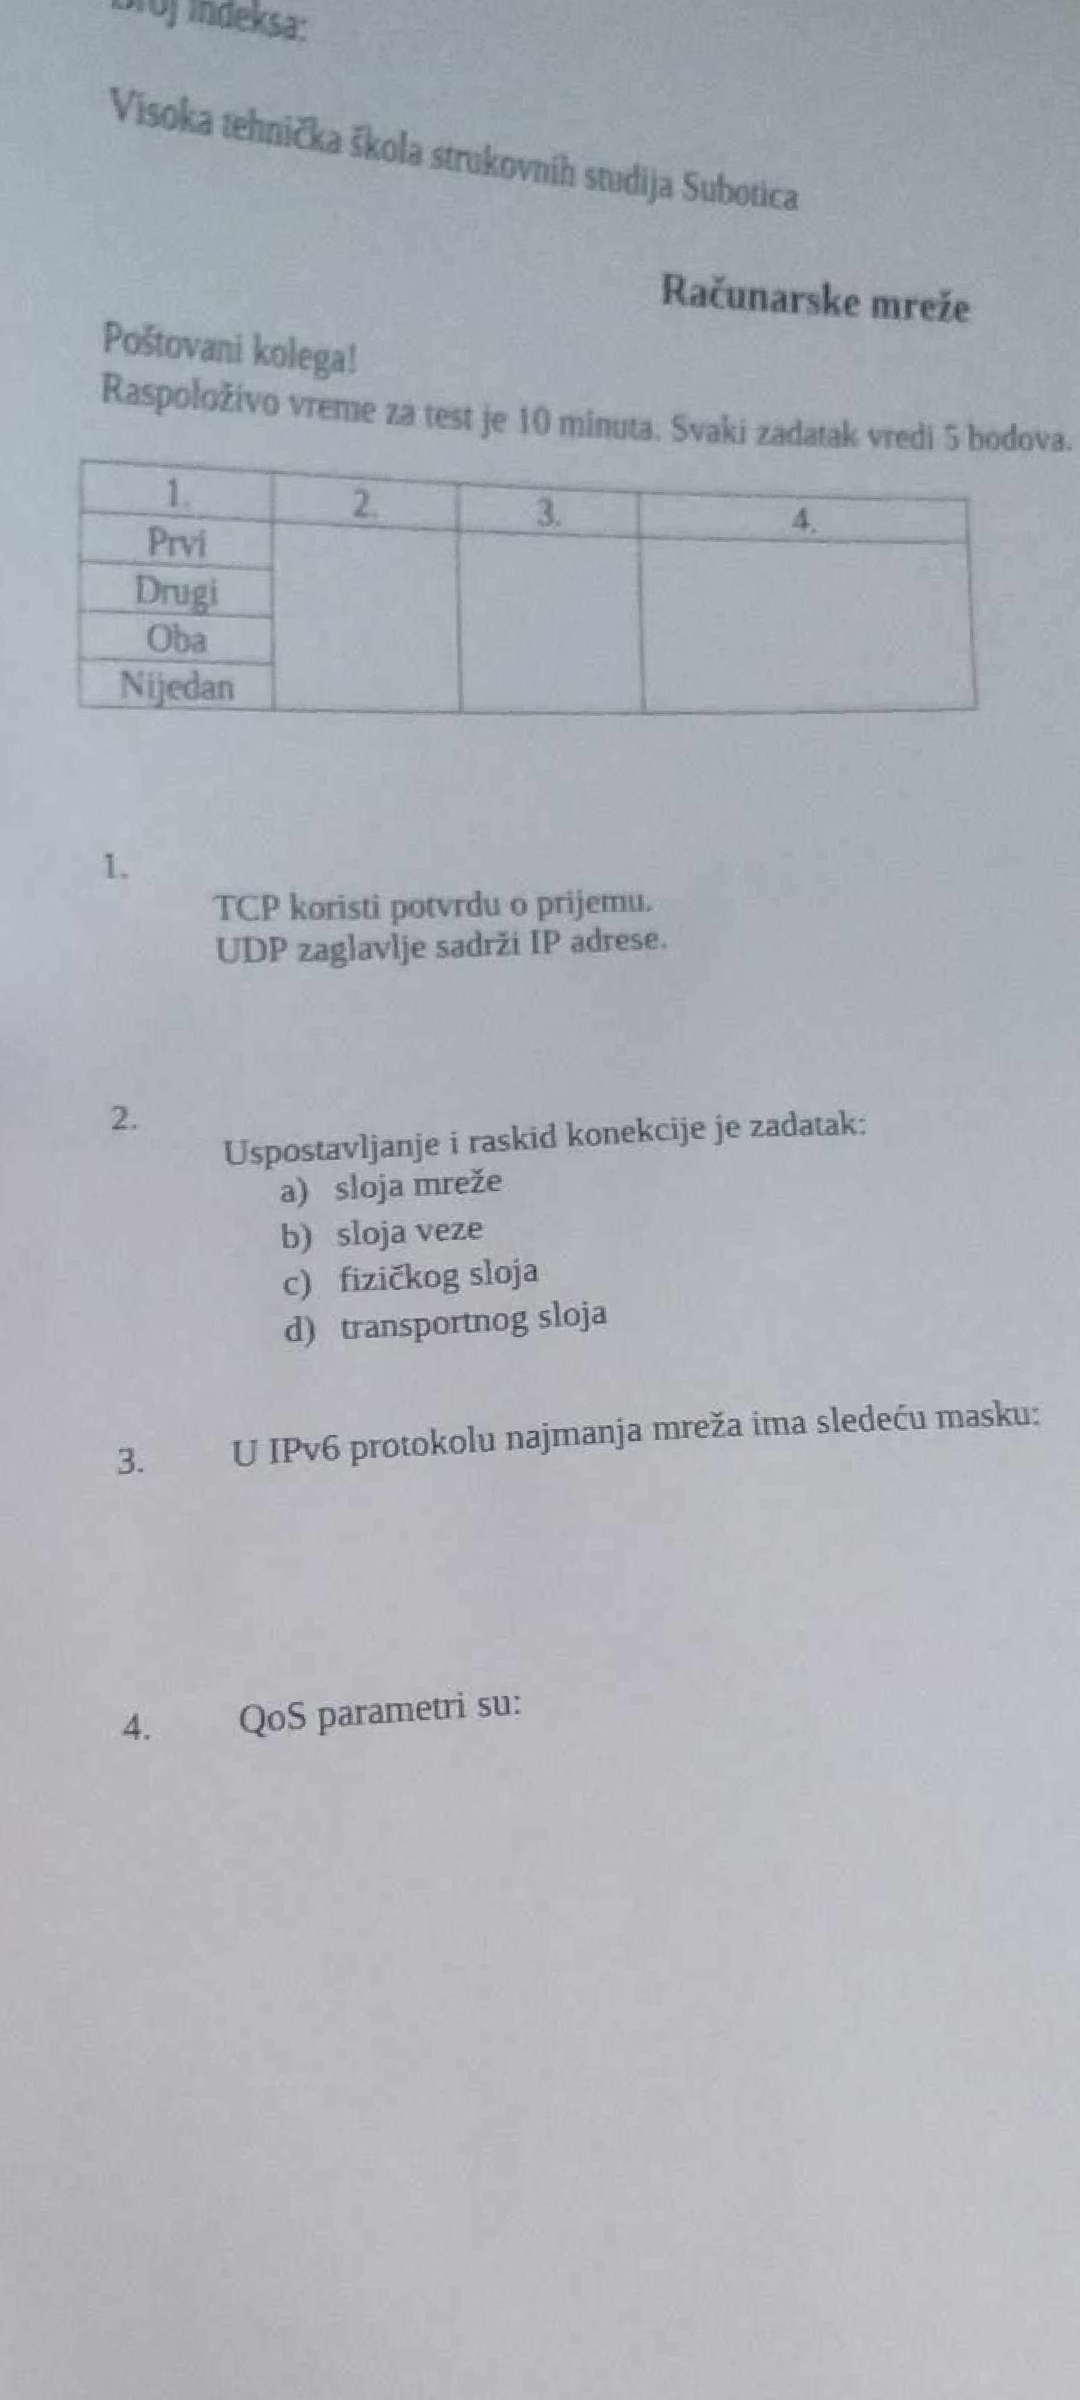 Broj indeksa:
Visoka tehnička škola strukovnih studija Subotica
Računarske mreže
Poštovani kolega!
Raspoloživo vreme za test je 10 minuta. Svaki zadatak vredi 5 bodova.
1. 2. 3. 4.
Prvi
Drugi
Oba
Nijedan
1.
TCP koristi potvrdu o prijemu.
UDP zaglavlje sadrži IP adrese.
2.
Uspostavljanje i raskid konekcije je zadatak:
a) sloja mreže
b) sloja veze
c) fizičkog sloja
d) transportnog sloja
3. U IPv6 protokolu najmanja mreža ima sledeću masku:
4. QoS parametri su: